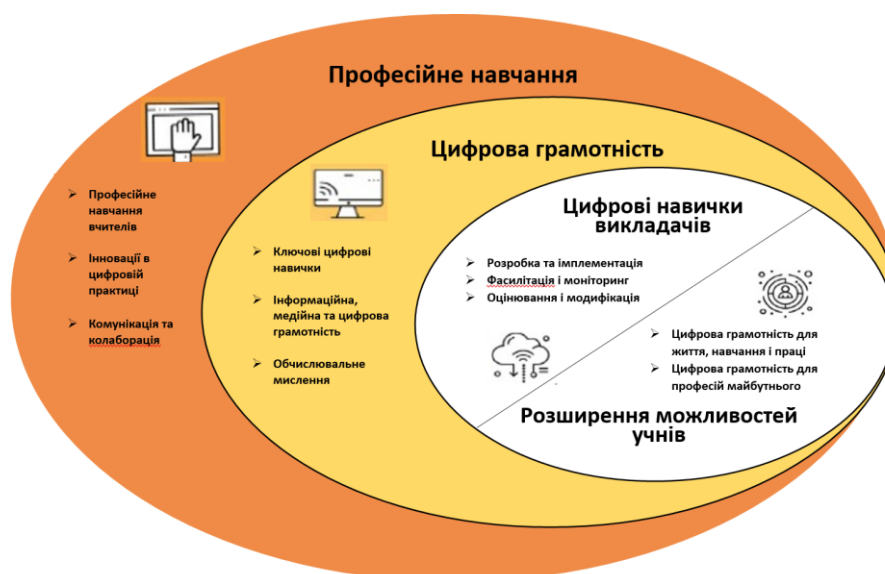 Професійне навчання
Професійне
навчання
вчителів
Інновації в
цифровій
практиці
Комунікація та
колаборація
Цифрова грамотність
Ключові цифрові
навички
Інформаційна,
медійна та цифрова
грамотність
Обчислювальне
мислення
Цифрові навички
викладачів
Розробка та імплементація
Фасилітація і моніторинг
Оцінювання і модифікація
Цифрова грамотність для
життя, навчання і праці
Цифрова грамотність для
професій майбутнього
Розширення можливостей
учнів